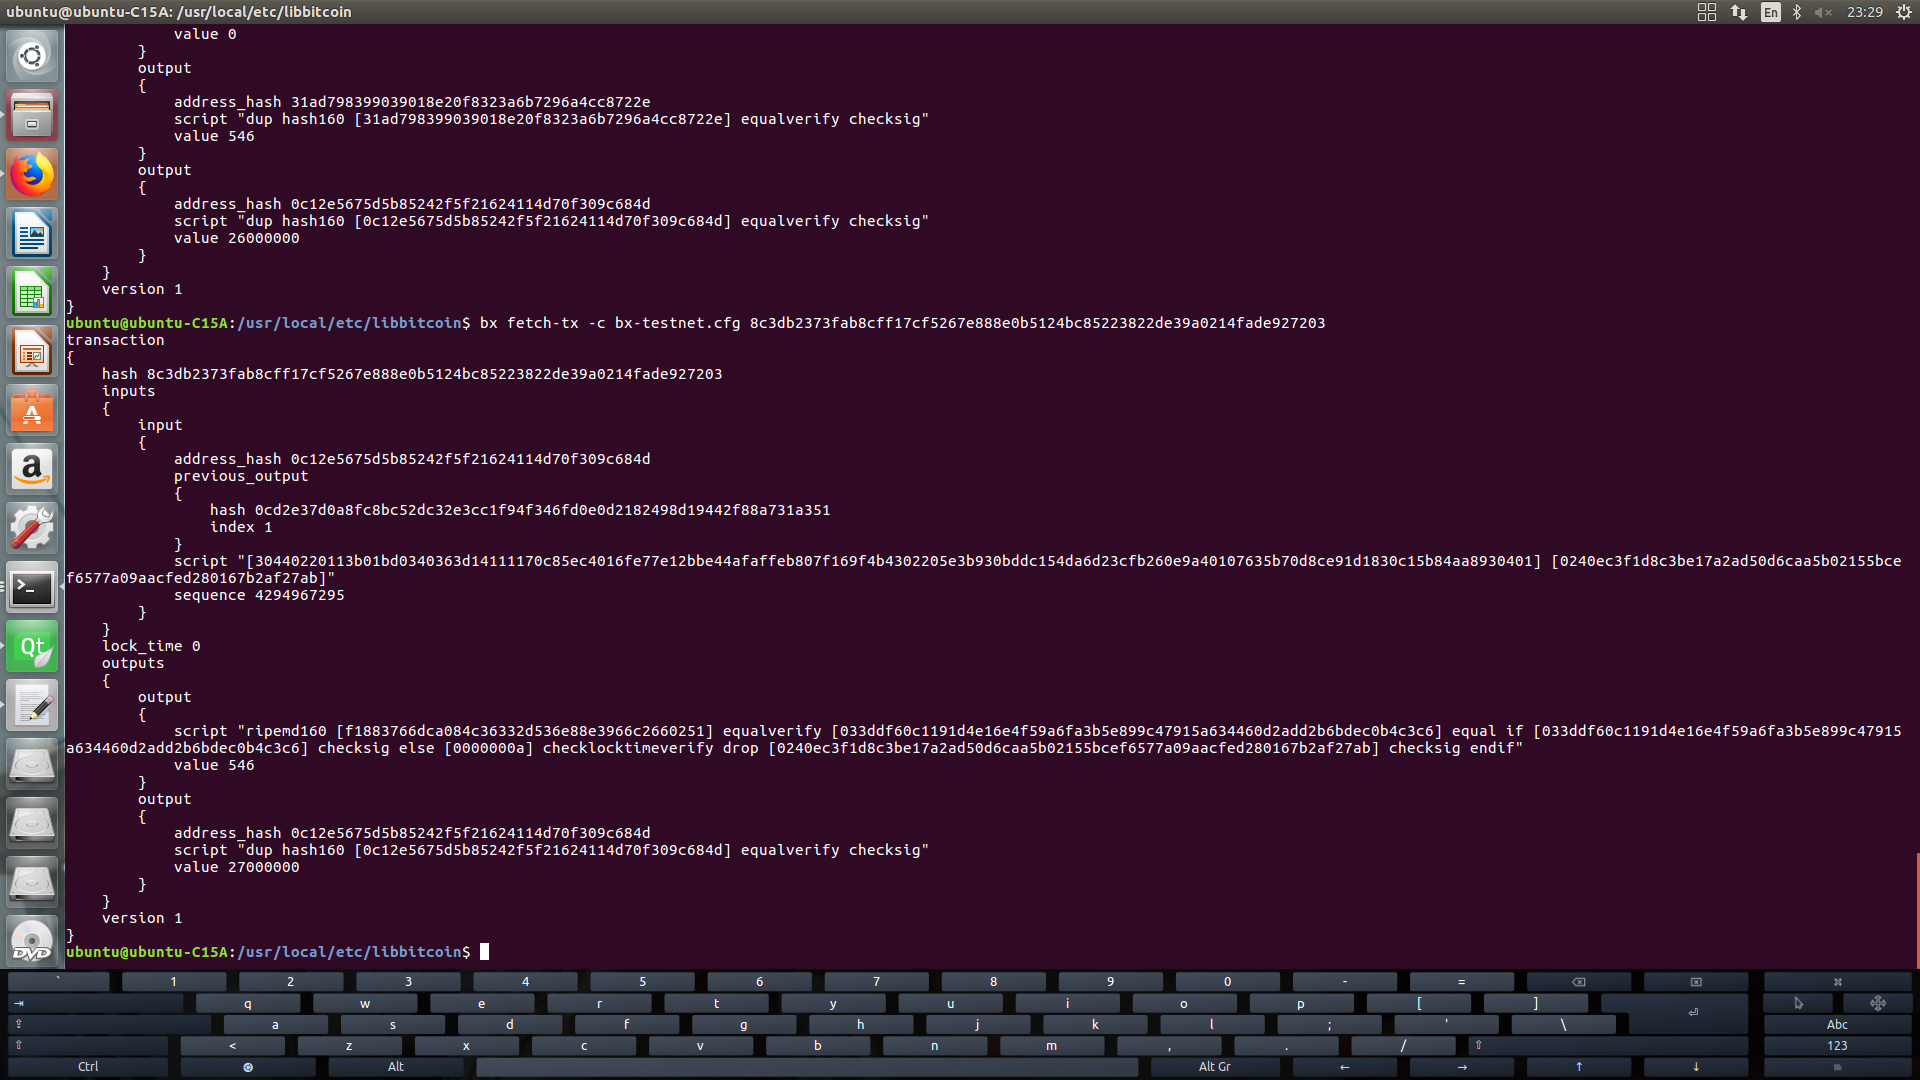 ubuntu@ubuntu-C15A: /usr/local/etc/libbitcoin
En
23:29
            value 0
        }
        output
        {
            address_hash 31ad798399039018e20f8323a6b7296a4cc8722e
            script "dup hash160 [31ad798399039018e20f8323a6b7296a4cc8722e] equalverify checksig"
            value 546
        }
        output
        {
            address_hash 0c12e5675d5b85242f5f21624114d70f309c684d
            script "dup hash160 [0c12e5675d5b85242f5f21624114d70f309c684d] equalverify checksig"
            value 26000000
        }
    }
    version 1
}
ubuntu@ubuntu-C15A:/usr/local/etc/libbitcoin$ bx fetch-tx -c bx-testnet.cfg 8c3db2373fab8cff17cf5267e888e0b5124bc85223822de39a0214fade927203
transaction
{
    hash 8c3db2373fab8cff17cf5267e888e0b5124bc85223822de39a0214fade927203
    inputs
    {
        input
        {
            address_hash 0c12e5675d5b85242f5f21624114d70f309c684d
            previous_output
            {
                hash 0cd2e37d0a8fc8bc52dc32e3cc1f94f346fd0e0d2182498d19442f88a731a351
                index 1
            }
            script "[30440220113b01bd0340363d14111170c85ec4016fe77e12bbe44afaffeb807f169f4b4302205e3b930bddc154da6d23cfb260e9a40107635b70d8ce91d1830c15b84aa8930401] [0240ec3f1d8c3be17a2ad50d6caa5b02155bce
f6577a09aacfed280167b2af27ab]"
            sequence 4294967295
        }
    }
    lock_time 0
    outputs
    {
        output
        {
            script "ripemd160 [f1883766dca084c36332d536e88e3966c2660251] equalverify [033ddf60c1191d4e16e4f59a6fa3b5e899c47915a634460d2add2b6bdec0b4c3c6] equal if [033ddf60c1191d4e16e4f59a6fa3b5e899c47915
a634460d2add2b6bdec0b4c3c6] checksig else [0000000a] checklocktimeverify drop [0240ec3f1d8c3be17a2ad50d6caa5b02155bcef6577a09aacfed280167b2af27ab] checksig endif"
            value 546
        }
        output
        {
            address_hash 0c12e5675d5b85242f5f21624114d70f309c684d
            script "dup hash160 [0c12e5675d5b85242f5f21624114d70f309c684d] equalverify checksig"
            value 27000000
        }
    }
    version 1
}
ubuntu@ubuntu-C15A:/usr/local/etc/libbitcoin$
A
a
>_
Qt
DVD
` 1 2 3 4 5 6 7 8 9 0 - =
q w e r t y u i o p [ ]
a s d f g h j k l ; ' \ Abc
< z x c v b n m , . / 123
Ctrl Alt Alt Gr ← → ↑ ↓